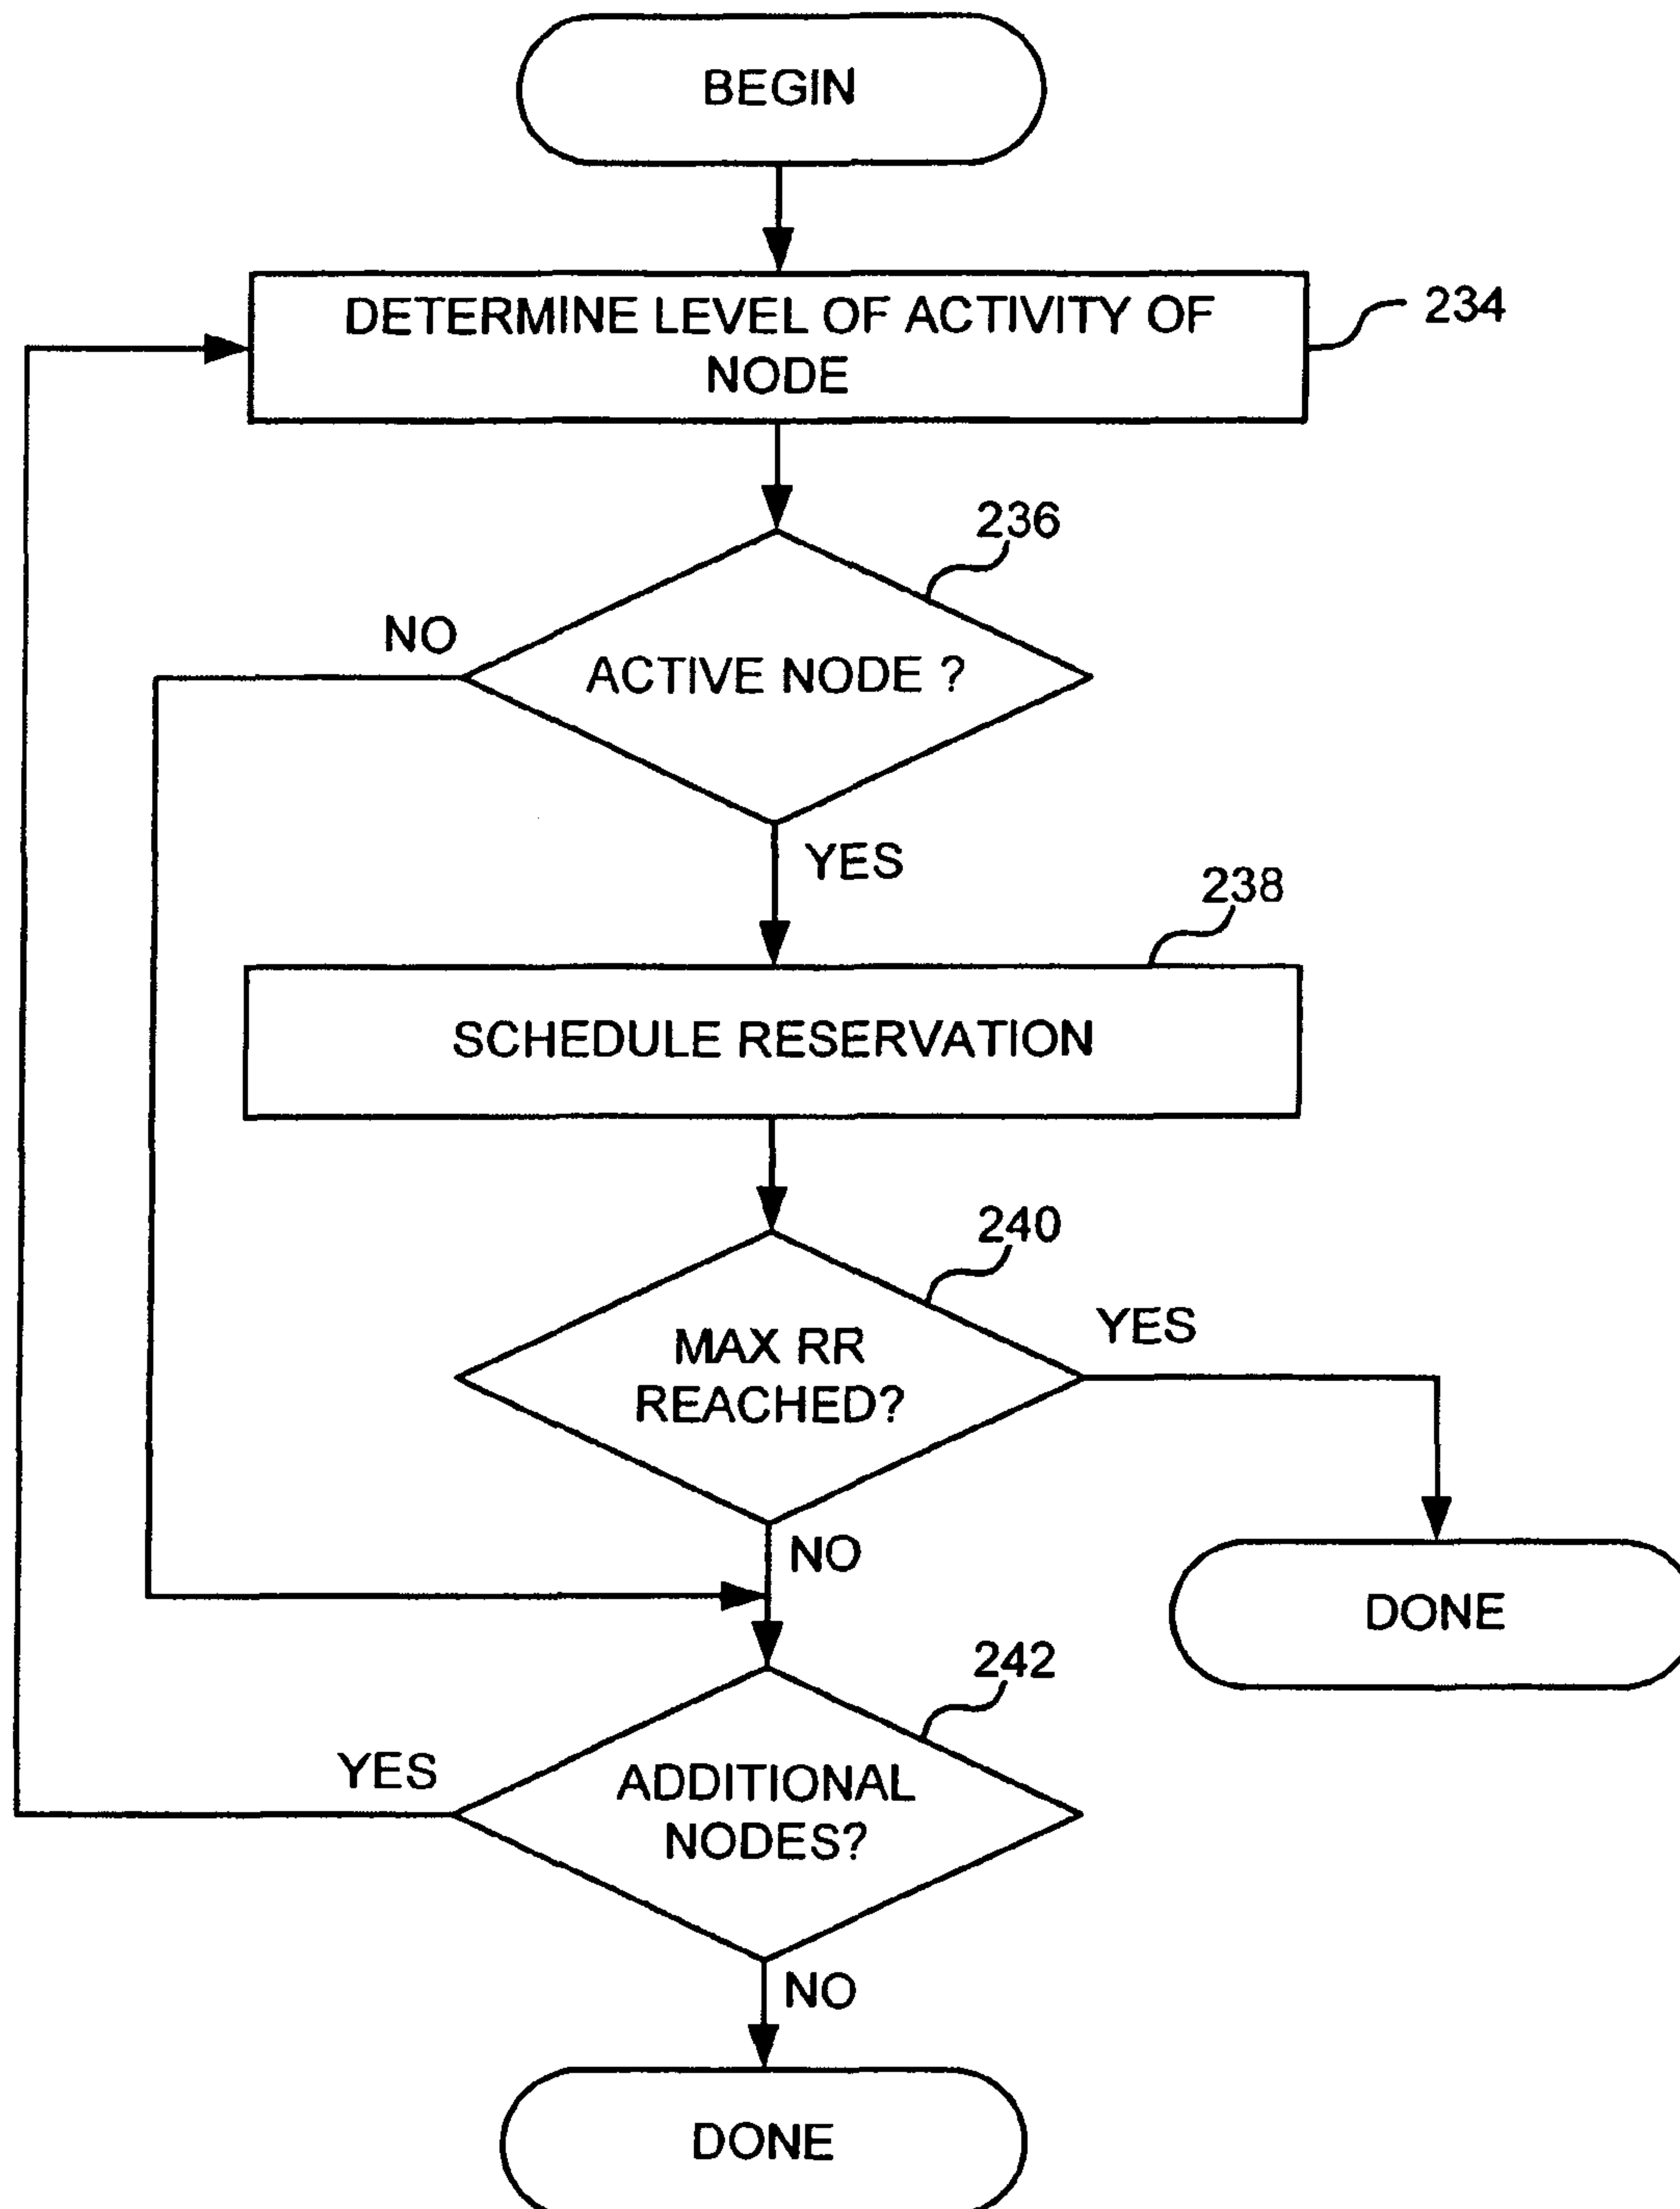 BEGIN
DETERMINE LEVEL OF ACTIVITY OF
NODE
234
236
NO
ACTIVE NODE ?
YES
238
SCHEDULE RESERVATION
240
YES
MAX RR
REACHED?
NO
DONE
242
YES
ADDITIONAL
NODES?
NO
DONE